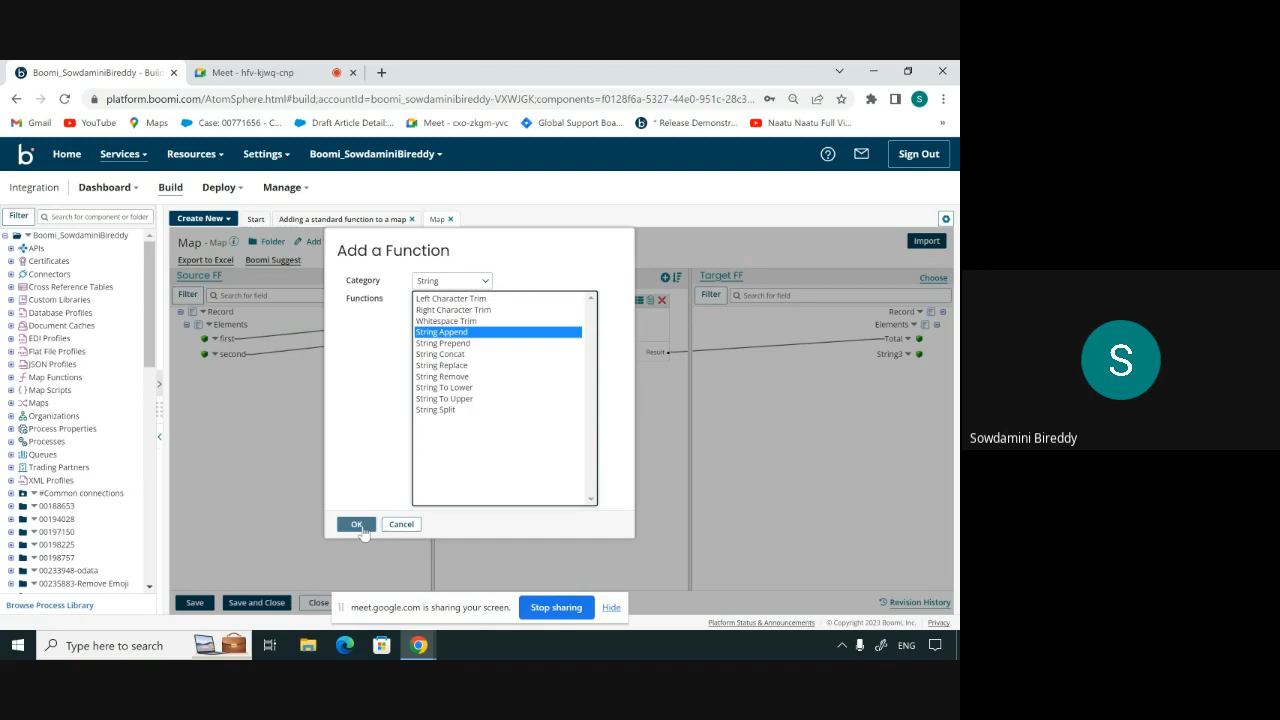 Boomi_SowdaminiBireddy - Buil
Meet - hfv-kjwq-cnp
platform.boomi.com/AtomSphere.html#build;accountId=boomi_sowdaminibireddy-VXWJGK;components=f0128f6a-5327-44e0-951c-28c3...
S
Gmail
YouTube
Maps
Case: 00771656 - C...
Draft Article Detail:...
Meet - cxo-zkgm-yvc
Global Support Boa...
* Release Demonstr...
Naatu Naatu Full Vi...
»
b
Home
Services
Resources
Settings
Boomi_SowdaminiBireddy
Sign Out
Integration
Dashboard
Build
Deploy
Manage
Filter
Search for component or folder
Create New
Start
Adding a standard function to a map
Map
Boomi_SowdaminiBireddy
APIs
Certificates
Connectors
Cross Reference Tables
Custom Libraries
Database Profiles
Document Caches
EDI Profiles
Flat File Profiles
JSON Profiles
Map Functions
Map Scripts
Maps
Organizations
Process Properties
Processes
Queues
Trading Partners
XML Profiles
#Common connections
00188653
00194028
00197150
00198225
00198757
00233948-odata
00235883-Remove Emoji
Browse Process Library
Map - Map
Folder
Add
Import
Export to Excel
Boomi Suggest
Source FF
Filter
Search for field
Record
Elements
first
second
Add a Function
Category
String
Functions
Left Character Trim
Right Character Trim
Whitespace Trim
String Append
String Prepend
String Concat
String Replace
String Remove
String To Lower
String To Upper
String Split
OK
Cancel
Result
Target FF
Choose
Filter
Search for field
Record
Elements
Total
String3
Save
Save and Close
Close
Revision History
meet.google.com is sharing your screen.
Stop sharing
Hide
Platform Status & Announcements
© Copyright 2023 Boomi, Inc.
Privacy
Type here to search
ENG
S
Sowdamini Bireddy